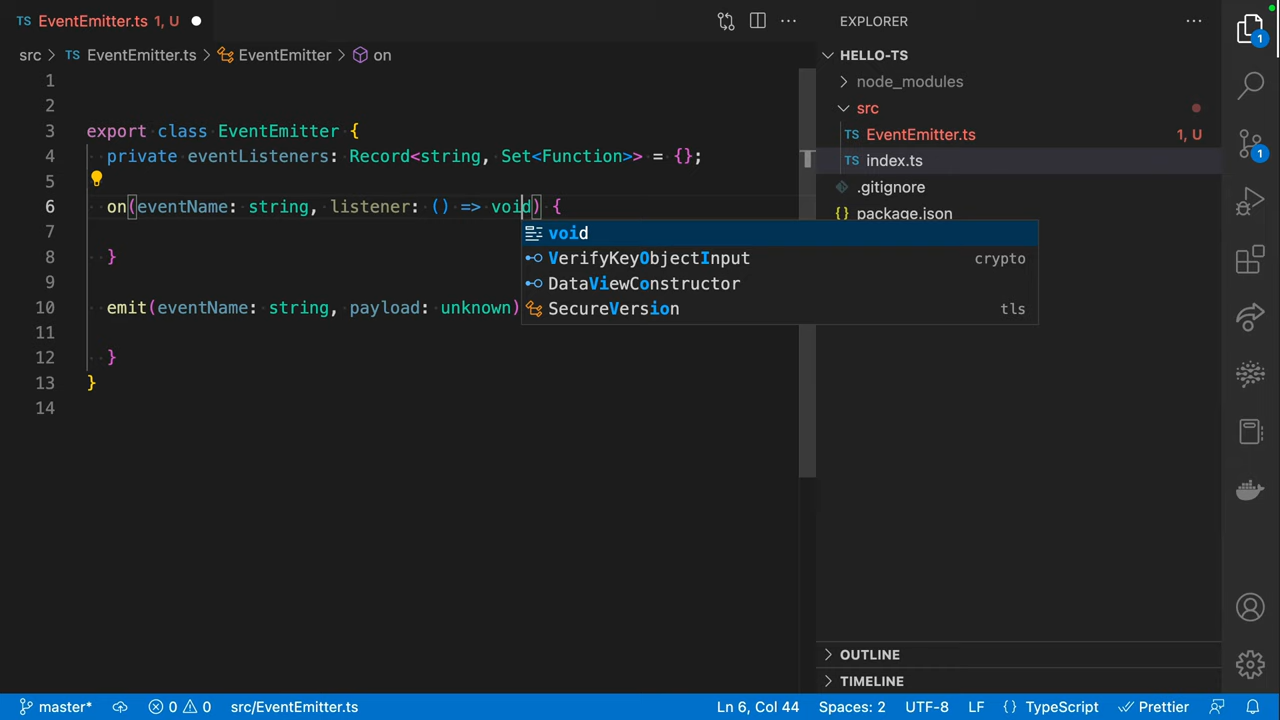 TS EventEmitter.ts 1, U
src > TS EventEmitter.ts > EventEmitter > on
1
2
3 export class EventEmitter {
4 private eventListeners: Record<string, Set<Function>> = {};
5
6 on(eventName: string, listener: () => void) {
7
8 }
9
10 emit(eventName: string, payload: unknown)
11
12 }
13 }
14
void
VerifyKeyObjectInput crypto
DataViewConstructor
SecureVersion tls
EXPLORER
HELLO-TS
node_modules
src
TS EventEmitter.ts 1, U
TS index.ts
.gitignore
{} package.json
OUTLINE
TIMELINE
1
1
master* 0 0 src/EventEmitter.ts Ln 6, Col 44 Spaces: 2 UTF-8 LF {} TypeScript Prettier